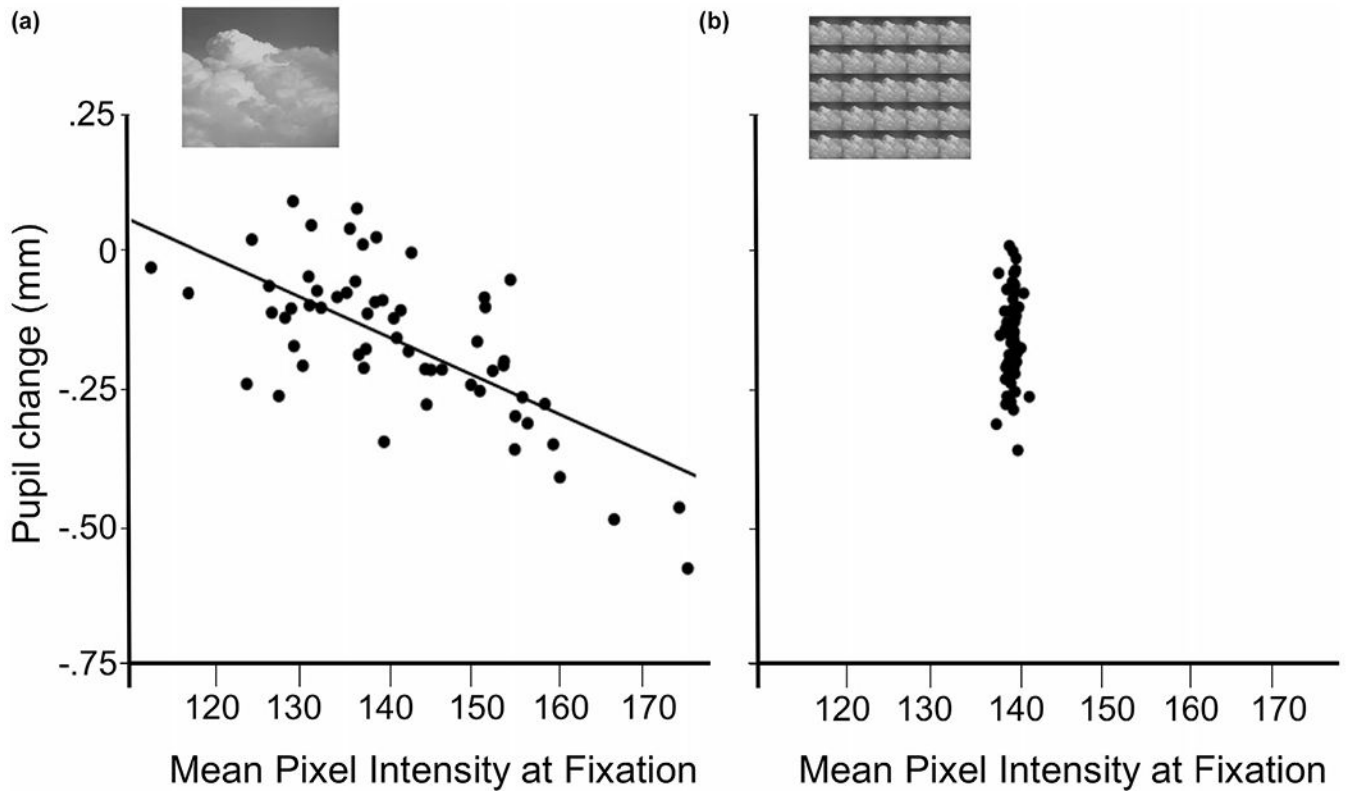 (a)
(b)
.25
0
-.25
-.50
-.75
Pupil change (mm)
120 130 140 150 160 170
120 130 140 150 160 170
Mean Pixel Intensity at Fixation
Mean Pixel Intensity at Fixation